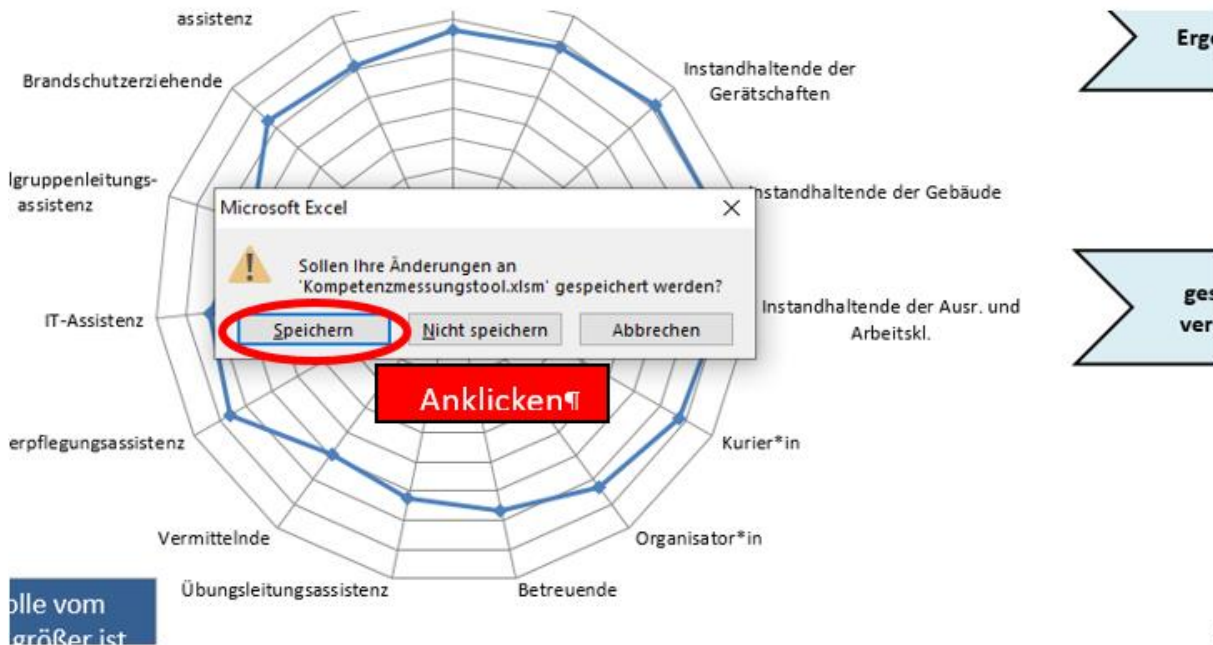 assistenz
Brandschutzerziehende
Instandhaltende der
Gerätschaften
lgruppenleitungs-
assistenz
Instandhaltende der Gebäude
Microsoft Excel
Sollen Ihre Änderungen an
'Kompetenzmessungstool.xlsm' gespeichert werden?
Speichern
Nicht speichern
Abbrechen
IT-Assistenz
Instandhaltende der Ausr. und
Arbeitskl.
Anklicken¶
erpflegungsassistenz
Kurier*in
Vermittelnde
Organisator*in
Übungsleitungsassistenz
Betreuende
Erge
ges
ver
olle vom
größer ist